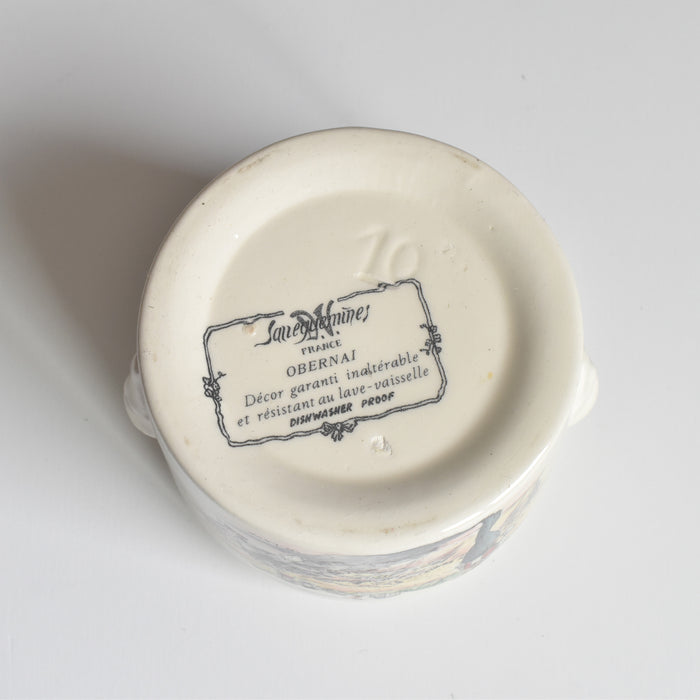 10
Sarreguemines
FRANCE
OBERNAI
Décor garanti inaltérable
et résistant au lave-vaisselle
DISHWASHER PROOF